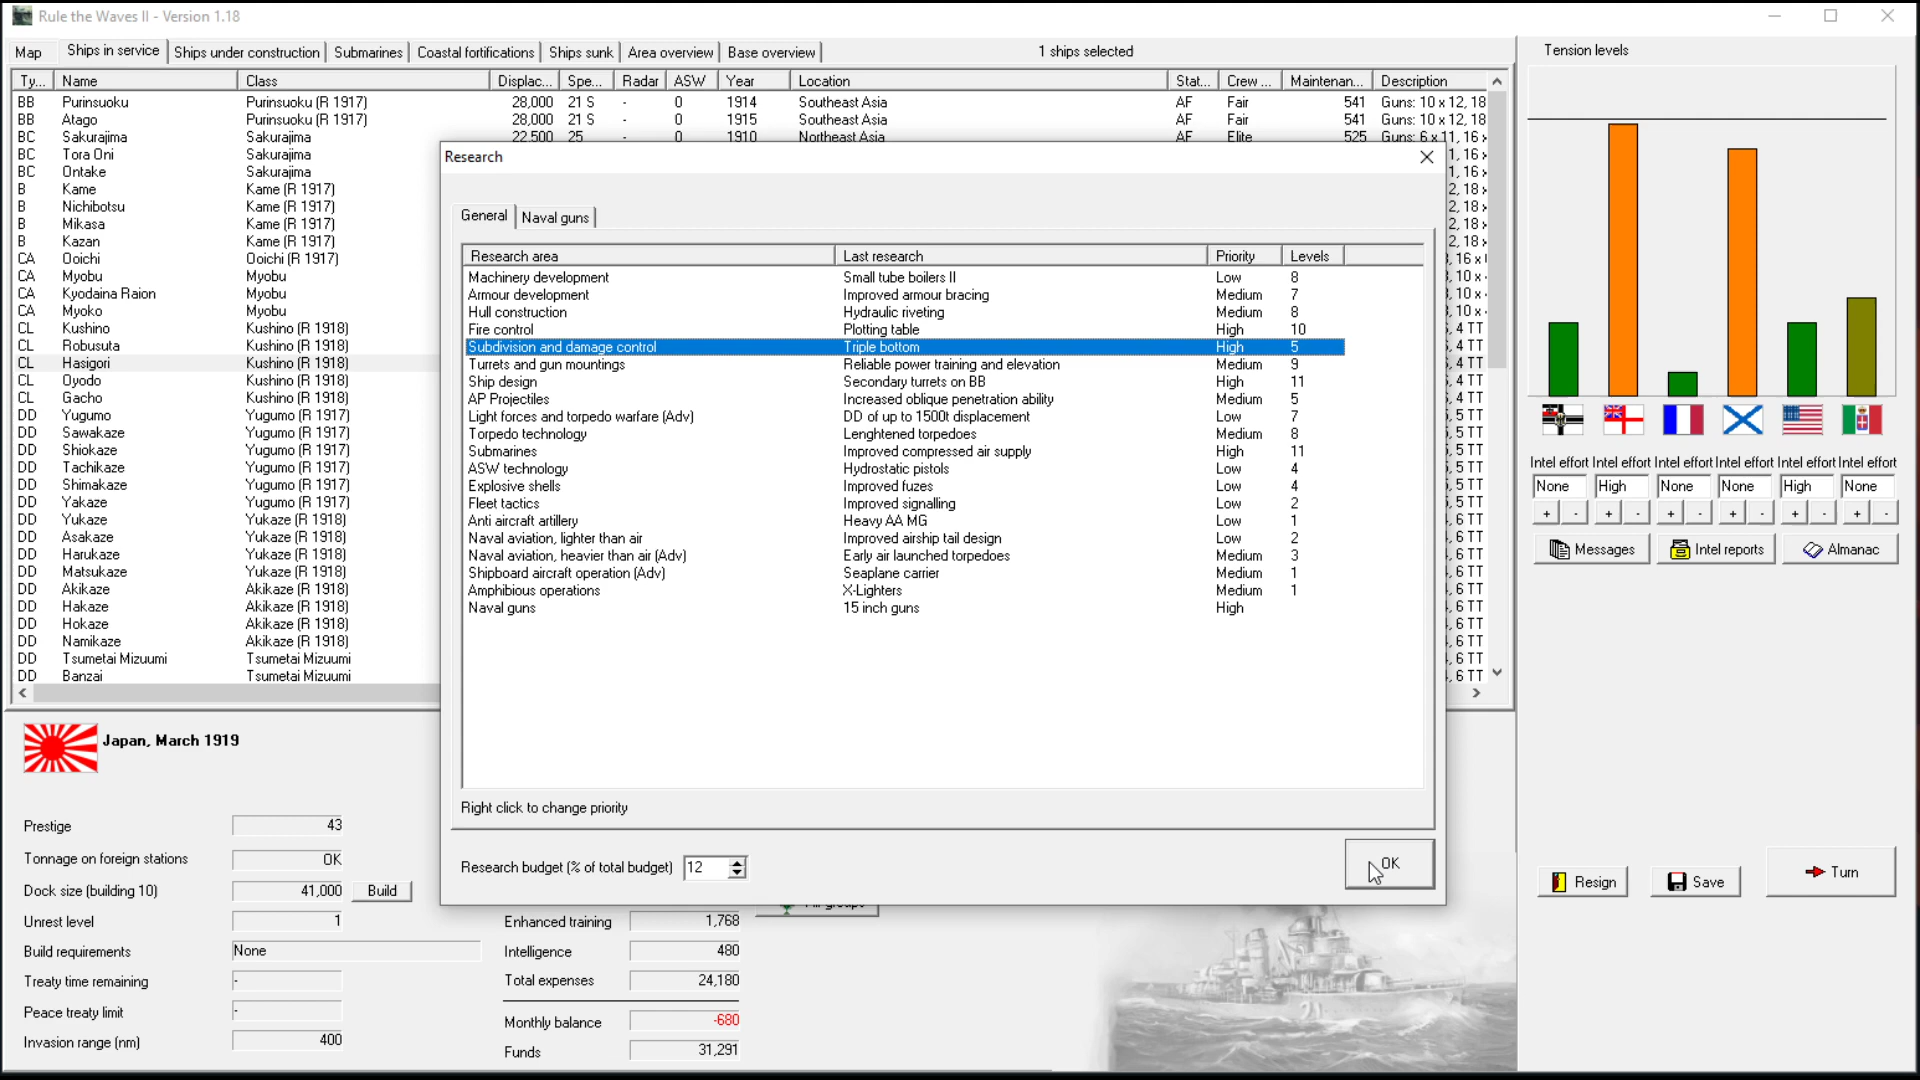 Rule the Waves II - Version 1.18
Map Ships in service Ships under construction Submarines Coastal fortifications Ships sunk Area overview Base overview 1 ships selected
Ty... Name Class Displac... Spe... Radar ASW Year Location Stat... Crew ... Maintenan... Description
BB Purinsuoku Purinsuoku (R 1917) 28,000 21 S - 0 1914 Southeast Asia AF Fair 541 Guns: 10 x 12, 18
BB Atago Purinsuoku (R 1917) 28,000 21 S - 0 1915 Southeast Asia AF Fair 541 Guns: 10 x 12, 18
BC Sakurajima Sakurajima 22,500 25 - 0 1910 Northeast Asia AF Elite 525 Guns: 6 x 11, 16 x
BC Tora Oni Sakurajima
BC Ontake Sakurajima
B Kame Kame (R 1917)
B Nichibotsu Kame (R 1917)
B Mikasa Kame (R 1917)
B Kazan Kame (R 1917)
CA Ooichi Ooichi (R 1917)
CA Myobu Myobu
CA Kyodaina Raion Myobu
CA Myoko Myobu
CL Kushino Kushino (R 1918)
CL Robusuta Kushino (R 1918)
CL Hasigori Kushino (R 1918)
CL Oyodo Kushino (R 1918)
CL Gacho Kushino (R 1918)
DD Yugumo Yugumo (R 1917)
DD Sawakaze Yugumo (R 1917)
DD Shiokaze Yugumo (R 1917)
DD Tachikaze Yugumo (R 1917)
DD Shimakaze Yugumo (R 1917)
DD Yakaze Yugumo (R 1917)
DD Yukaze Yukaze (R 1918)
DD Asakaze Yukaze (R 1918)
DD Harukaze Yukaze (R 1918)
DD Matsukaze Yukaze (R 1918)
DD Akikaze Akikaze (R 1918)
DD Hakaze Akikaze (R 1918)
DD Hokaze Akikaze (R 1918)
DD Namikaze Akikaze (R 1918)
DD Tsumetai Mizuumi Tsumetai Mizuumi
DD Banzai Tsumetai Mizuumi
Research
General Naval guns
Research area Last research Priority Levels
Machinery development Small tube boilers II Low 8
Armour development Improved armour bracing Medium 7
Hull construction Hydraulic riveting Medium 8
Fire control Plotting table High 10
Subdivision and damage control Triple bottom High 5
Turrets and gun mountings Reliable power training and elevation Medium 9
Ship design Secondary turrets on BB High 11
AP Projectiles Increased oblique penetration ability Medium 5
Light forces and torpedo warfare (Adv) DD of up to 1500t displacement Low 7
Torpedo technology Lenghtened torpedoes Medium 8
Submarines Improved compressed air supply High 11
ASW technology Hydrostatic pistols Low 4
Explosive shells Improved fuzes Low 4
Fleet tactics Improved signalling Low 2
Anti aircraft artillery Heavy AA MG Low 1
Naval aviation, lighter than air Improved airship tail design Low 2
Naval aviation, heavier than air (Adv) Early air launched torpedoes Medium 3
Shipboard aircraft operation (Adv) Seaplane carrier Medium 1
Amphibious operations X-Lighters Medium 1
Naval guns 15 inch guns High
Right click to change priority
Research budget (% of total budget) 12
OK
Tension levels
Intel effort Intel effort Intel effort Intel effort Intel effort Intel effort
None High None None High None
+ - + - + - + - + - + -
Messages Intel reports Almanac
Resign Save Turn
Japan, March 1919
Prestige 43
Tonnage on foreign stations OK
Dock size (building 10) 41,000 Build
Unrest level 1
Build requirements None
Treaty time remaining -
Peace treaty limit -
Invasion range (nm) 400
Enhanced training 1,768
Intelligence 480
Total expenses 24,180
Monthly balance -680
Funds 31,291